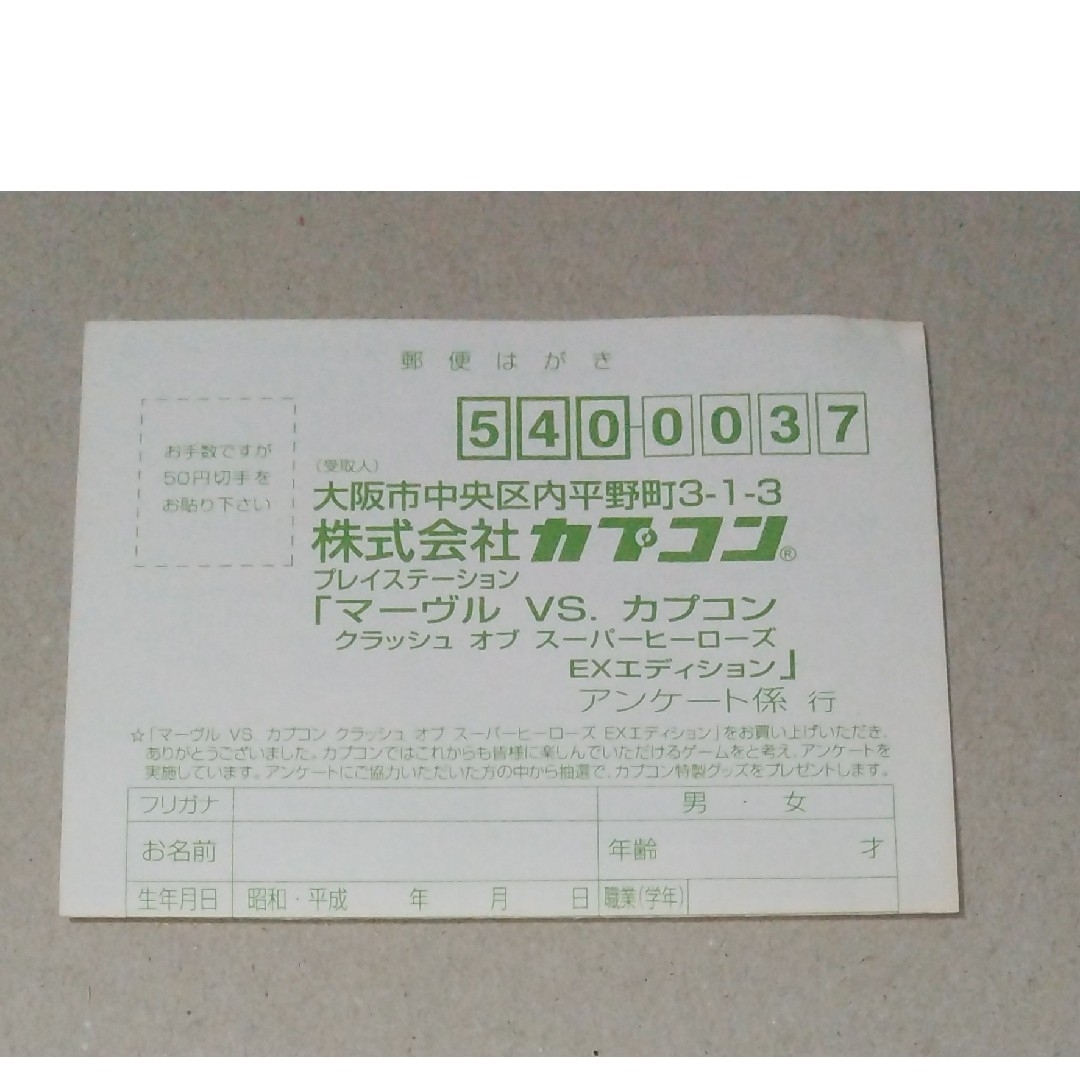 郵便はがき
お手数ですが
50円切手を
お貼り下さい
540-0037
(受取人)
大阪市中央区内平野町3-1-3
株式会社カプコン®
プレイステーション
「マーヴル VS. カプコン
クラッシュ オブ スーパーヒーローズ
EXエディション」
アンケート係 行
☆「マーヴル VS. カプコン クラッシュ オブ スーパーヒーローズ EXエディション」をお買い上げいただき、
ありがとうございました。カプコンではこれからも皆様に楽しんでいただけるゲームをと考え、アンケートを
実施しています。アンケートにご協力いただいた方の中から抽選で、カプコン特製グッズをプレゼントします。
フリガナ 男・女
お名前 年齢 才
生年月日 昭和・平成 年 月 日 職業(学年)